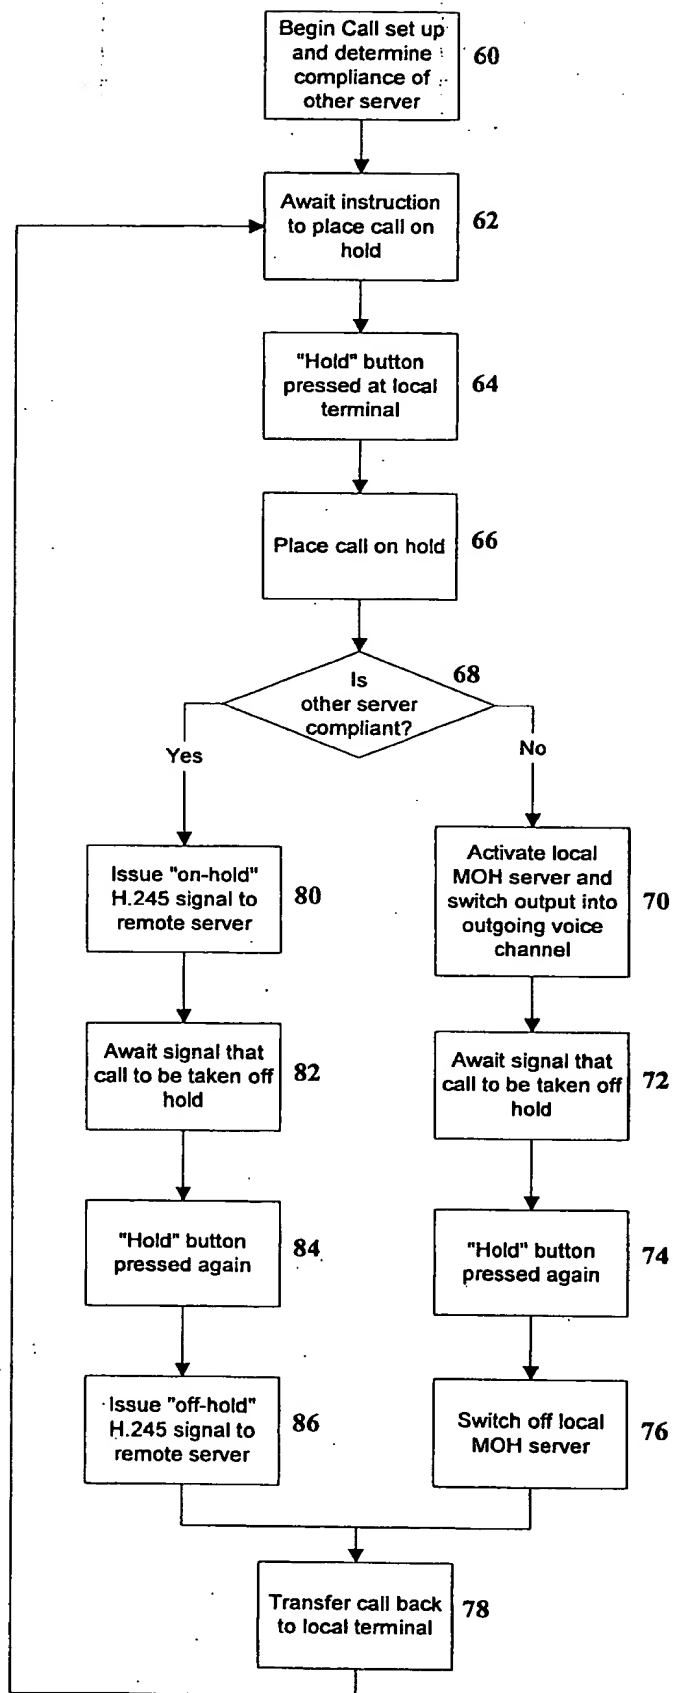 Begin Call set up
and determine
compliance of
other server
60
Await instruction
to place call on
hold
62
"Hold" button
pressed at local
terminal
64
Place call on hold
66
Is
other server
compliant?
68
Yes
No
Issue "on-hold"
H.245 signal to
remote server
80
Activate local
MOH server and
switch output into
outgoing voice
channel
70
Await signal that
call to be taken off
hold
82
Await signal that
call to be taken off
hold
72
"Hold" button
pressed again
84
"Hold" button
pressed again
74
Issue "off-hold"
H.245 signal to
remote server
86
Switch off local
MOH server
76
Transfer call back
to local terminal
78